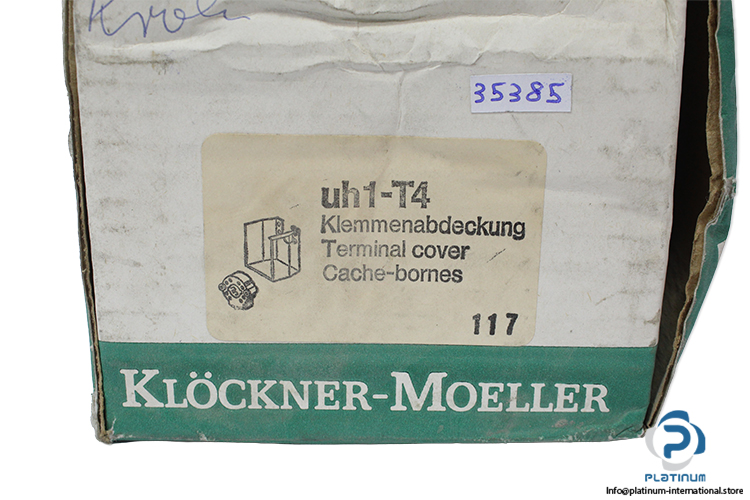 35385
uh1-T4
Klemmenabdeckung
Terminal cover
Cache-bornes
117
KLÖCKNER-MOELLER
PLATINUM
Info@platinum-international.store